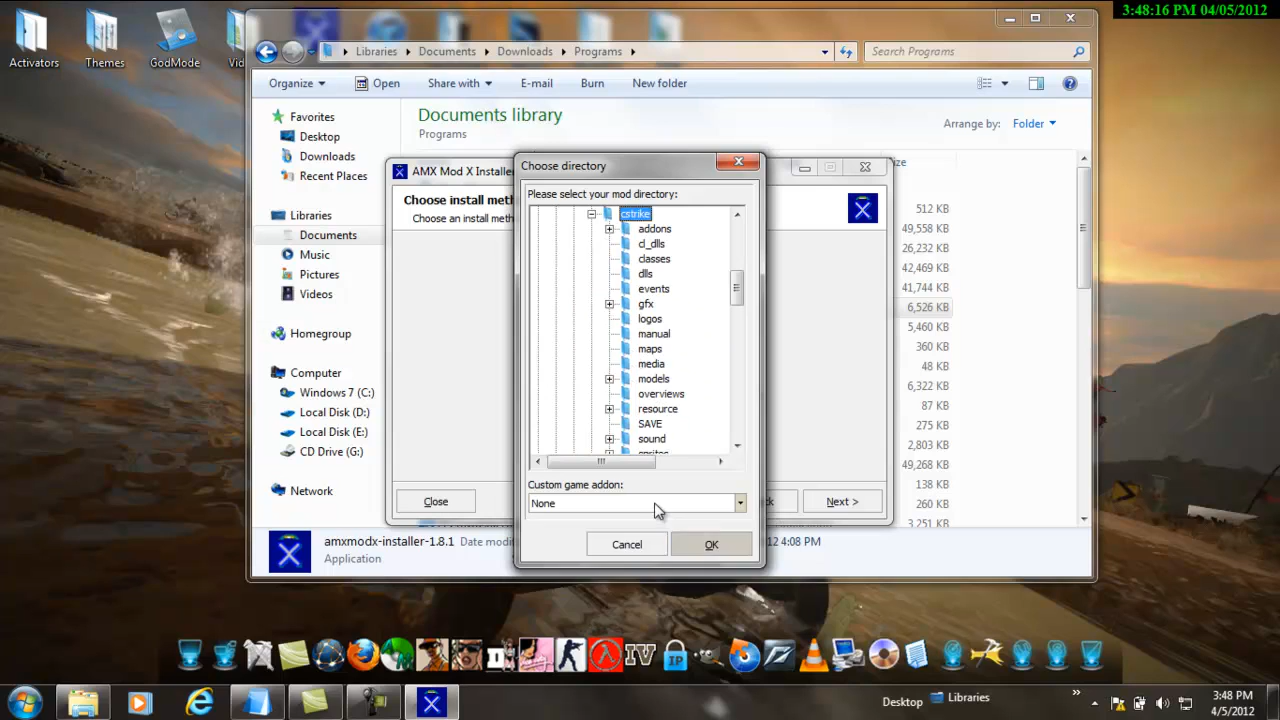 3:48:16 PM 04/05/2012
Activators
Themes
GodMode
Libraries
Documents
Downloads
Programs
Search Programs
Organize
Open
Share with
E-mail
Burn
New folder
Favorites
Desktop
Downloads
Recent Places
Libraries
Documents
Music
Pictures
Videos
Homegroup
Computer
Windows 7 (C:)
Local Disk (D:)
Local Disk (E:)
CD Drive (G:)
Network
Documents library
Programs
Arrange by:
Folder
512 KB
49,558 KB
26,232 KB
42,469 KB
41,744 KB
6,526 KB
5,460 KB
360 KB
48 KB
6,322 KB
87 KB
275 KB
2,803 KB
49,268 KB
138 KB
260 KB
3,251 KB
AMX Mod X Installer
Choose install
Choose an install
Close
Next >
Choose directory
Please select your mod directory:
cstrike
addons
cl_dlls
classes
dlls
events
gfx
logos
manual
maps
media
models
overviews
resource
SAVE
sound
Custom game addon:
None
Cancel
OK
amxmodx-installer-1.8.1
Date
12 4:08 PM
Application
IV
IP
Desktop
Libraries
3:48 PM
4/5/2012